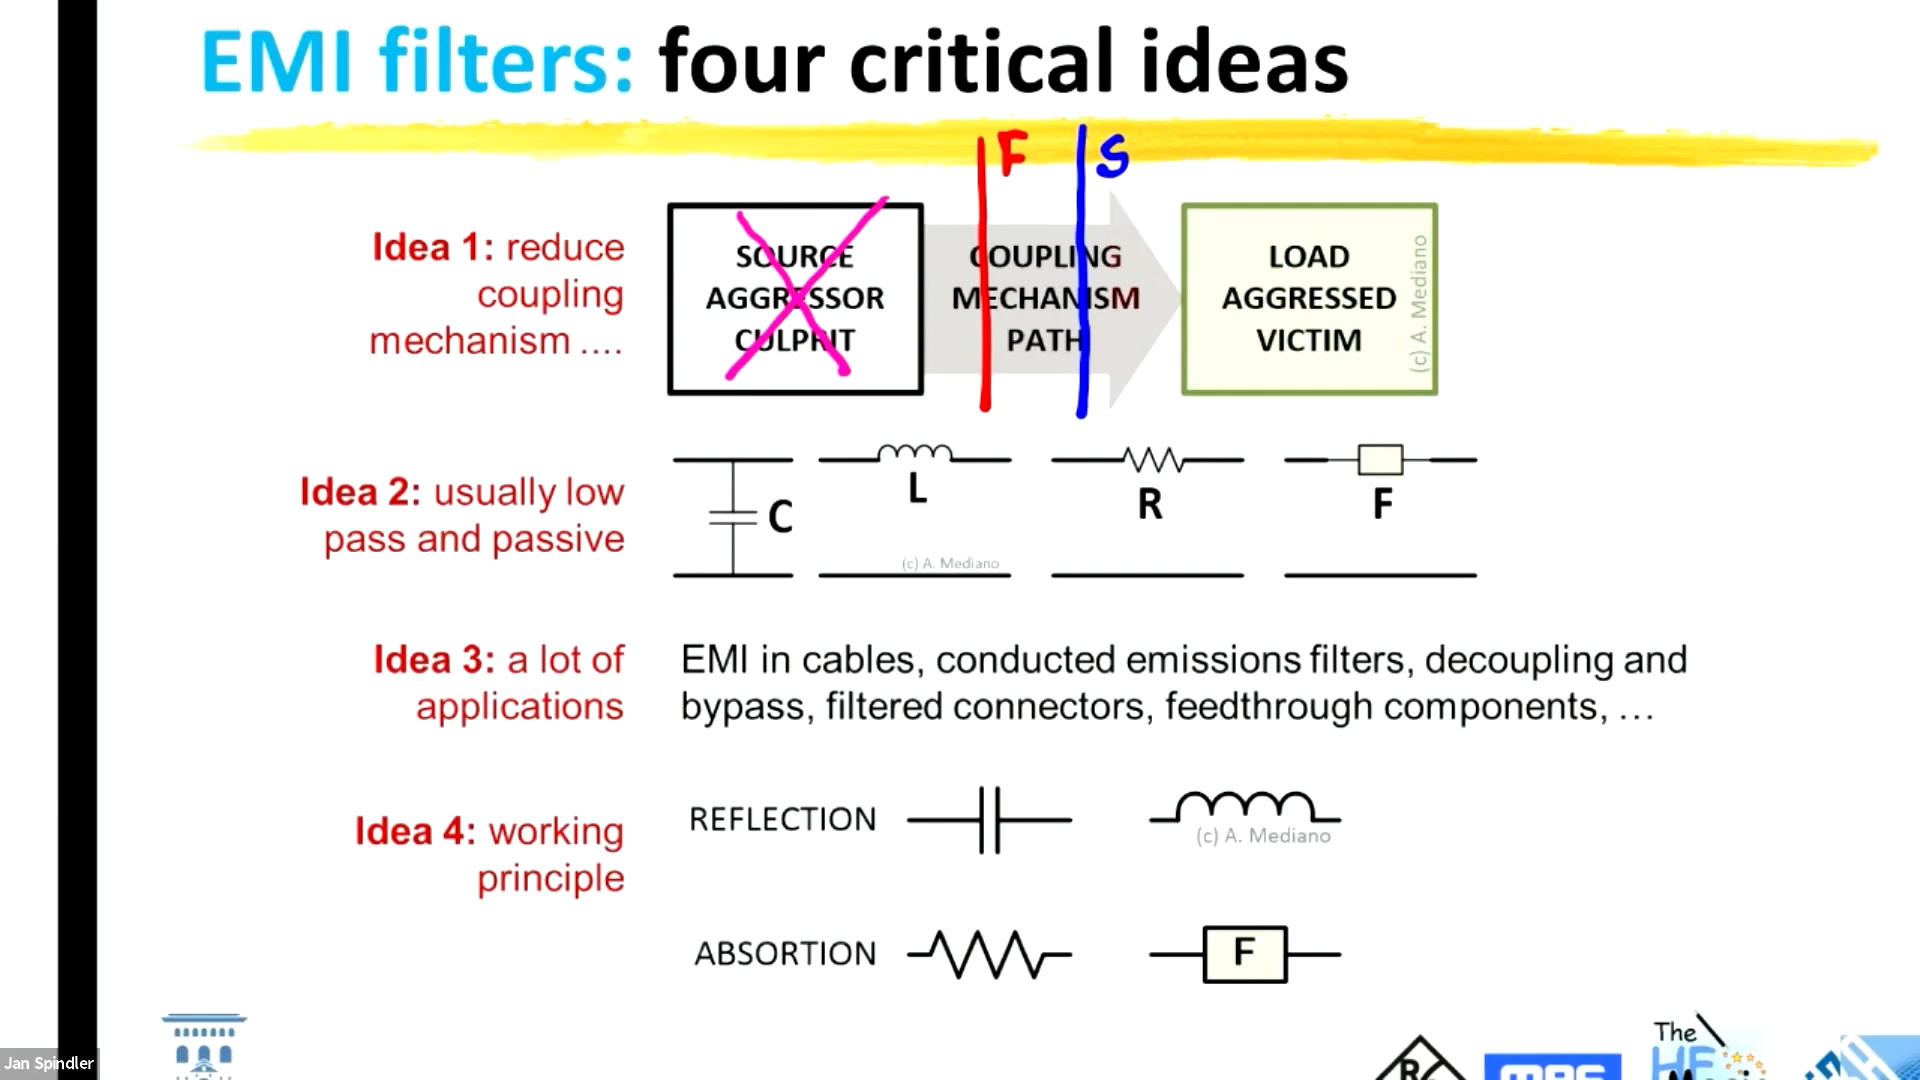 EMI filters: four critical ideas
F
S
Idea 1: reduce
coupling
mechanism ....
SOURCE
AGGRESSOR
CULPRIT
COUPLING
MECHANISM
PATH
LOAD
AGGRESSED
VICTIM
(c) A. Mediano
Idea 2: usually low
pass and passive
C
L
R
F
(c) A. Mediano
Idea 3: a lot of
applications
EMI in cables, conducted emissions filters, decoupling and
bypass, filtered connectors, feedthrough components, …
Idea 4: working
principle
REFLECTION
(c) A. Mediano
ABSORTION
F
Jan Spindler
The
HF